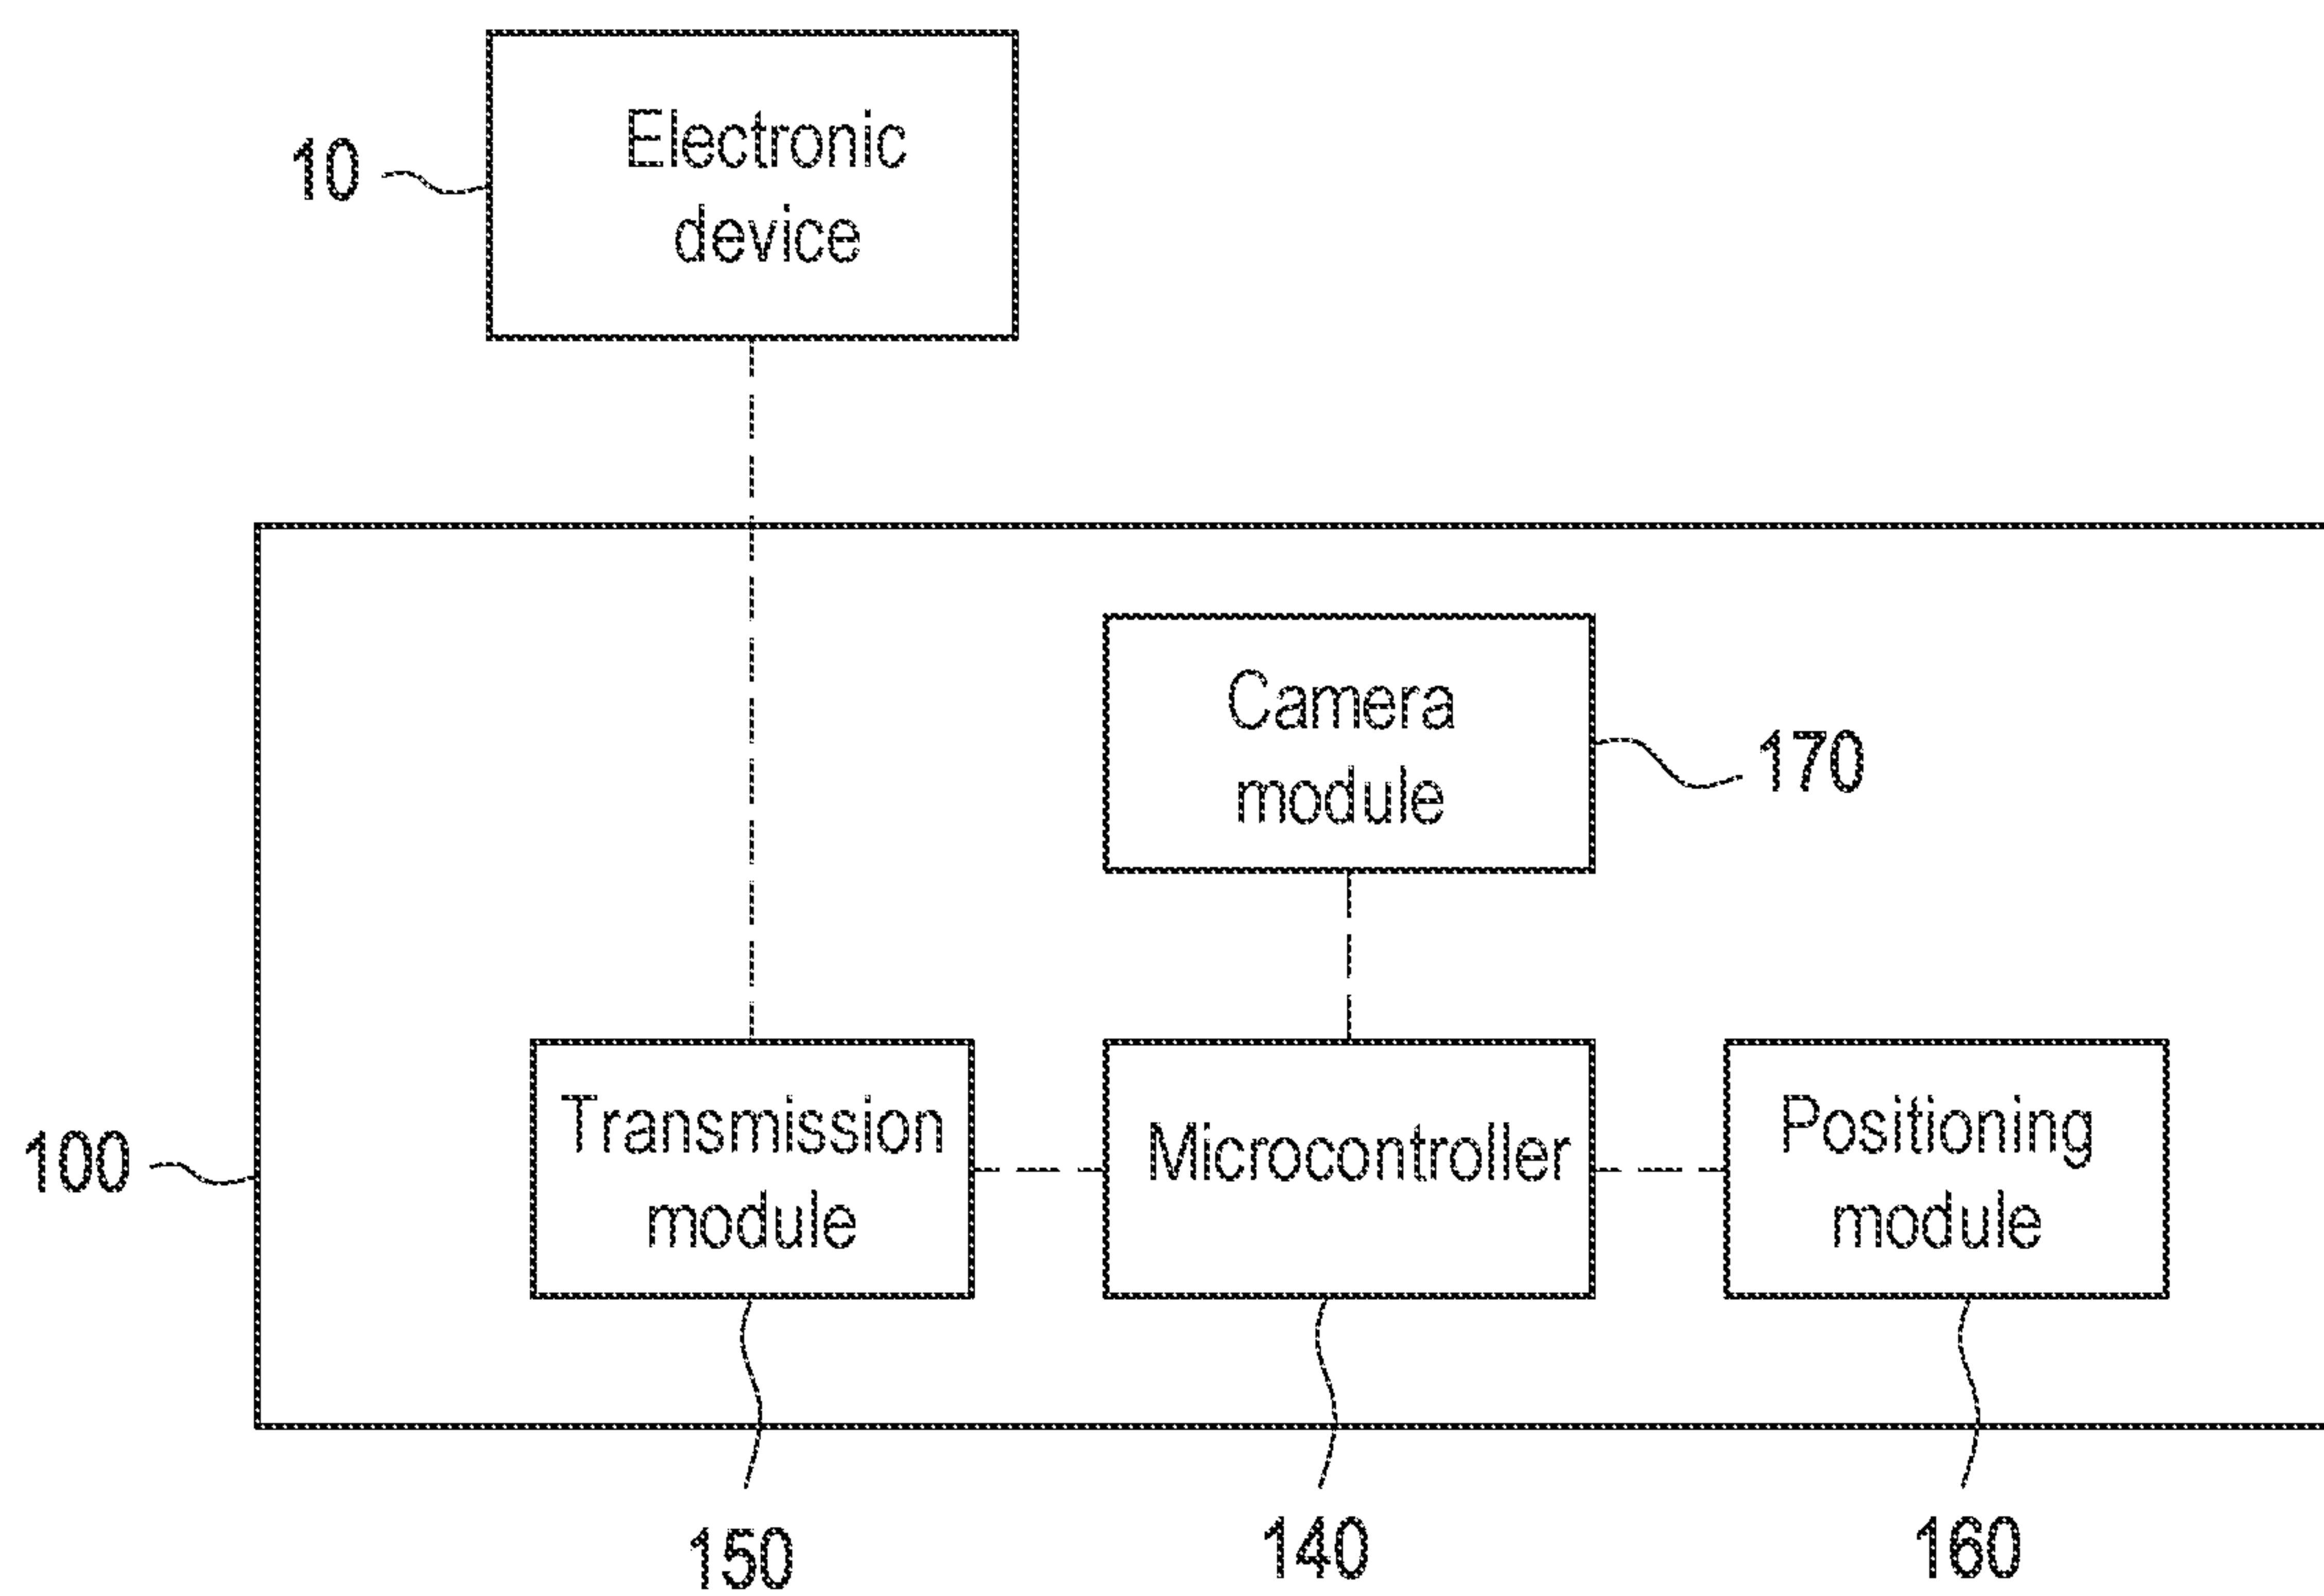 10
Electronic
device
Camera
module
170
100
Transmission
module
Microcontroller
Positioning
module
150
140
160